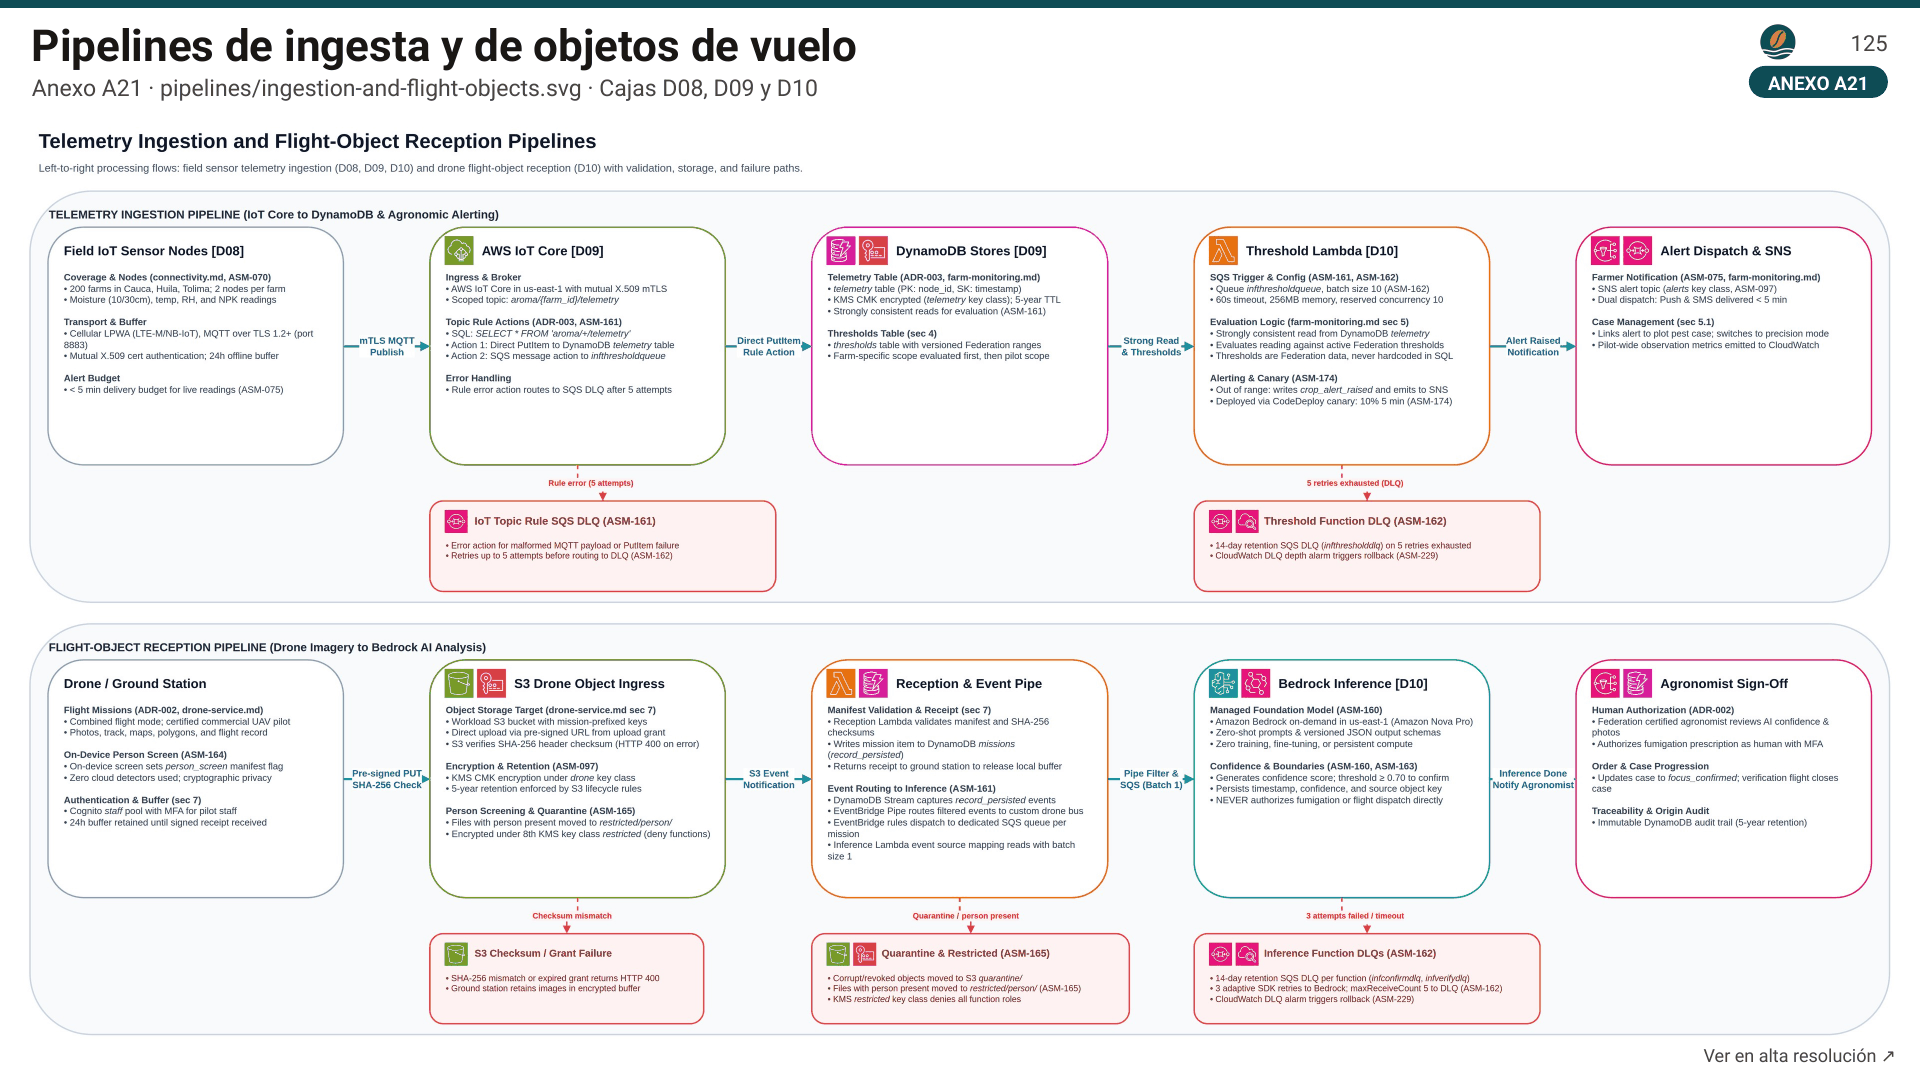 Pipelines de ingesta y de objetos de vuelo
Anexo A21 · pipelines/ingestion-and-flight-objects.svg · Cajas D08, D09 y D10
125
ANEXO A21
Telemetry Ingestion and Flight-Object Reception Pipelines
Left-to-right processing flows: field sensor telemetry ingestion (D08, D09, D10) and drone flight-object reception (D10) with validation, storage, and failure paths.
TELEMETRY INGESTION PIPELINE (IoT Core to DynamoDB & Agronomic Alerting)
Field IoT Sensor Nodes [D08]
Coverage & Nodes (connectivity.md, ASM-070)
• 200 farms in Cauca, Huila, Tolima; 2 nodes per farm
• Moisture (10/30cm), temp, RH, and NPK readings
Transport & Buffer
• Cellular LPWA (LTE-M/NB-IoT), MQTT over TLS 1.2+ (port
8883)
• Mutual X.509 cert authentication; 24h offline buffer
Alert Budget
• < 5 min delivery budget for live readings (ASM-075)
mTLS MQTT
Publish
AWS IoT Core [D09]
Ingress & Broker
• AWS IoT Core in us-east-1 with mutual X.509 mTLS
• Scoped topic: aroma/{farm_id}/telemetry
Topic Rule Actions (ADR-003, ASM-161)
• SQL: SELECT * FROM 'aroma/+/telemetry'
• Action 1: Direct PutItem to DynamoDB telemetry table
• Action 2: SQS message action to infthresholdqueue
Error Handling
• Rule error action routes to SQS DLQ after 5 attempts
Direct PutItem
Rule Action
DynamoDB Stores [D09]
Telemetry Table (ADR-003, farm-monitoring.md)
• telemetry table (PK: node_id, SK: timestamp)
• KMS CMK encrypted (telemetry key class); 5-year TTL
• Strongly consistent reads for evaluation (ASM-161)
Thresholds Table (sec 4)
• thresholds table with versioned Federation ranges
• Farm-specific scope evaluated first, then pilot scope
Strong Read
& Thresholds
Threshold Lambda [D10]
SQS Trigger & Config (ASM-161, ASM-162)
• Queue infthresholdqueue, batch size 10 (ASM-162)
• 60s timeout, 256MB memory, reserved concurrency 10
Evaluation Logic (farm-monitoring.md sec 5)
• Strongly consistent read from DynamoDB telemetry
• Evaluates reading against active Federation thresholds
• Thresholds are Federation data, never hardcoded in SQL
Alerting & Canary (ASM-174)
• Out of range: writes crop_alert_raised and emits to SNS
• Deployed via CodeDeploy canary: 10% 5 min (ASM-174)
Alert Raised
Notification
Alert Dispatch & SNS
Farmer Notification (ASM-075, farm-monitoring.md)
• SNS alert topic (alerts key class, ASM-097)
• Dual dispatch: Push & SMS delivered < 5 min
Case Management (sec 5.1)
• Links alert to plot pest case; switches to precision mode
• Pilot-wide observation metrics emitted to CloudWatch
Rule error (5 attempts)
IoT Topic Rule SQS DLQ (ASM-161)
• Error action for malformed MQTT payload or PutItem failure
• Retries up to 5 attempts before routing to DLQ (ASM-162)
5 retries exhausted (DLQ)
Threshold Function DLQ (ASM-162)
• 14-day retention SQS DLQ (infthresholddlq) on 5 retries exhausted
• CloudWatch DLQ depth alarm triggers rollback (ASM-229)
FLIGHT-OBJECT RECEPTION PIPELINE (Drone Imagery to Bedrock AI Analysis)
Drone / Ground Station
Flight Missions (ADR-002, drone-service.md)
• Combined flight mode; certified commercial UAV pilot
• Photos, track, maps, polygons, and flight record
On-Device Person Screen (ASM-164)
• On-device screen sets person_screen manifest flag
• Zero cloud detectors used; cryptographic privacy
Authentication & Buffer (sec 7)
• Cognito staff pool with MFA for pilot staff
• 24h buffer retained until signed receipt received
Pre-signed PUT
SHA-256 Check
S3 Drone Object Ingress
Object Storage Target (drone-service.md sec 7)
• Workload S3 bucket with mission-prefixed keys
• Direct upload via pre-signed URL from upload grant
• S3 verifies SHA-256 header checksum (HTTP 400 on error)
Encryption & Retention (ASM-097)
• KMS CMK encryption under drone key class
• 5-year retention enforced by S3 lifecycle rules
Person Screening & Quarantine (ASM-165)
• Files with person present moved to restricted/person/
• Encrypted under 8th KMS key class restricted (deny functions)
S3 Event
Notification
Reception & Event Pipe
Manifest Validation & Receipt (sec 7)
• Reception Lambda validates manifest and SHA-256
checksums
• Writes mission item to DynamoDB missions
(record_persisted)
• Returns receipt to ground station to release local buffer
Event Routing to Inference (ASM-161)
• DynamoDB Stream captures record_persisted events
• EventBridge Pipe routes filtered events to custom drone bus
• EventBridge rules dispatch to dedicated SQS queue per
mission
• Inference Lambda event source mapping reads with batch
size 1
Pipe Filter &
SQS (Batch 1)
Bedrock Inference [D10]
Managed Foundation Model (ASM-160)
• Amazon Bedrock on-demand in us-east-1 (Amazon Nova Pro)
• Zero-shot prompts & versioned JSON output schemas
• Zero training, fine-tuning, or persistent compute
Confidence & Boundaries (ASM-160, ASM-163)
• Generates confidence score; threshold ≥ 0.70 to confirm
• Persists timestamp, confidence, and source object key
• NEVER authorizes fumigation or flight dispatch directly
Inference Done
Notify Agronomist
Agronomist Sign-Off
Human Authorization (ADR-002)
• Federation certified agronomist reviews AI confidence &
photos
• Authorizes fumigation prescription as human with MFA
Order & Case Progression
• Updates case to focus_confirmed; verification flight closes
case
Traceability & Origin Audit
• Immutable DynamoDB audit trail (5-year retention)
Checksum mismatch
S3 Checksum / Grant Failure
• SHA-256 mismatch or expired grant returns HTTP 400
• Ground station retains images in encrypted buffer
Quarantine / person present
Quarantine & Restricted (ASM-165)
• Corrupt/revoked objects moved to S3 quarantine/
• Files with person present moved to restricted/person/ (ASM-165)
• KMS restricted key class denies all function roles
3 attempts failed / timeout
Inference Function DLQs (ASM-162)
• 14-day retention SQS DLQ per function (infconfirmdlq, infverifydlq)
• 3 adaptive SDK retries to Bedrock; maxReceiveCount 5 to DLQ (ASM-162)
• CloudWatch DLQ alarm triggers rollback (ASM-229)
Ver en alta resolución ↗